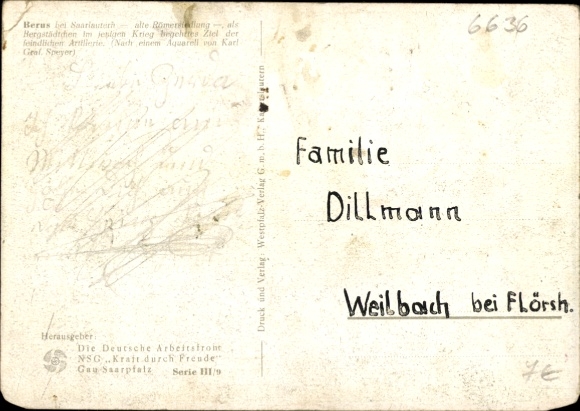 Berus bei Saarlautern — alte Römersiedlung —, als
Bergstädtchen im jetzigen Krieg begehrtes Ziel der
feindlichen Artillerie. (Nach einem Aquarell von Karl
Graf, Speyer)
6636
Familie
Dillmann
Weilbach bei Flörsh.
Druck und Verlag: Westpfalz-Verlag G. m. b. H., Kaiserslautern
Herausgeber:
Die Deutsche Arbeitsfront
NSG „Kraft durch Freude"
Gau Saarpfalz Serie III/9
7€